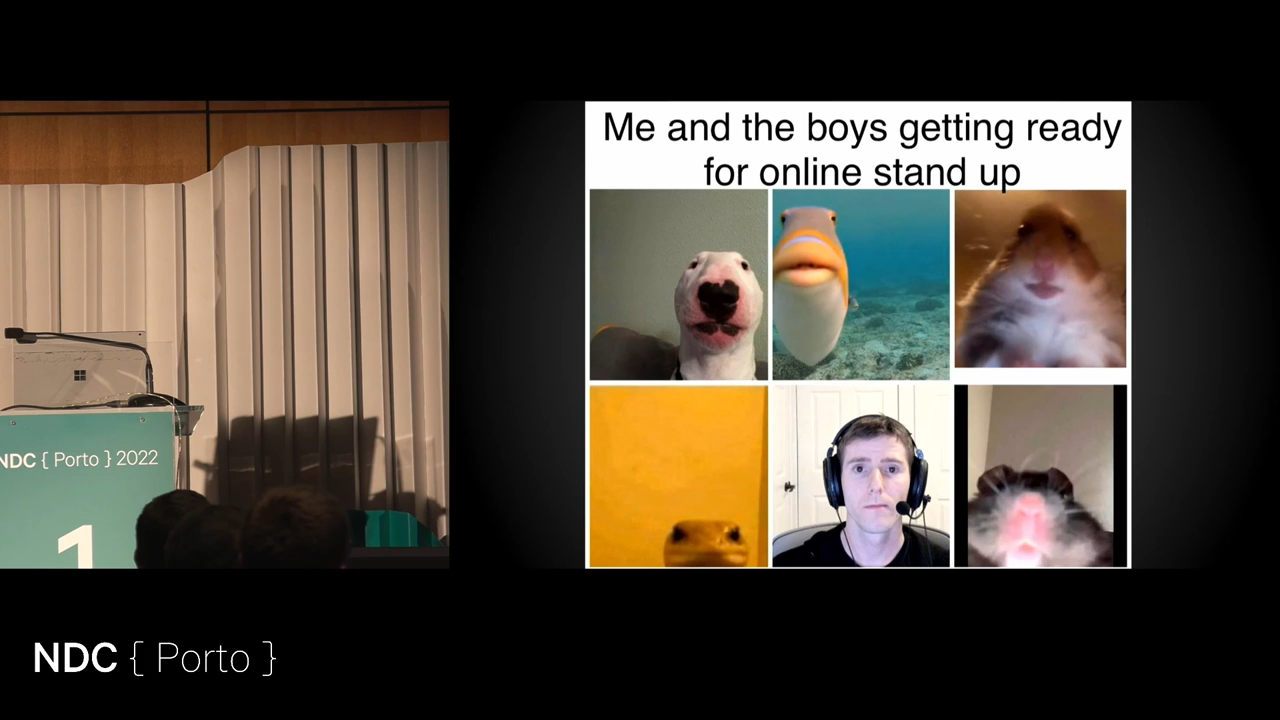 Me and the boys getting ready
for online stand up
NDC { Porto } 2022
1
NDC { Porto }